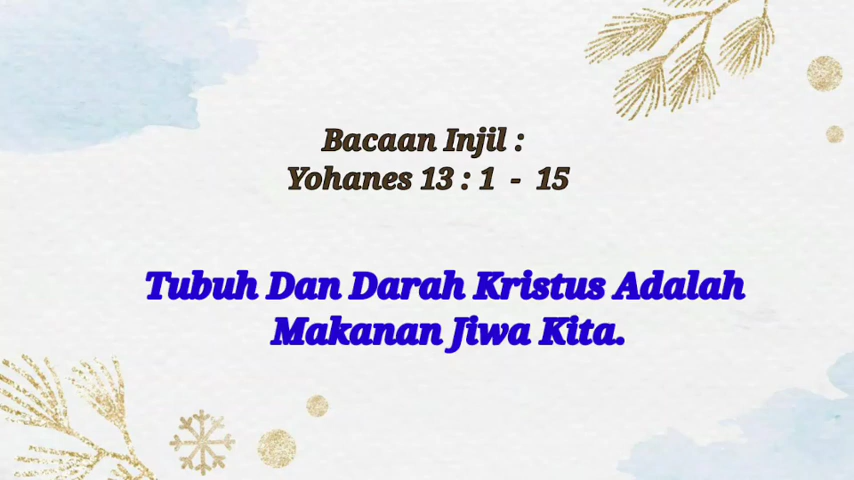 Bacaan Injil :
Yohanes 13 : 1 - 15
Tubuh Dan Darah Kristus Adalah
Makanan Jiwa Kita.